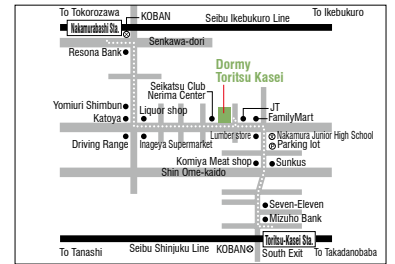 To Tokorozawa
KOBAN
Seibu Ikebukuro Line
To Ikebukuro
Nakamurabashi Sta.
Senkawa-dori
Resona Bank
Dormy
Toritsu Kasei
Seikatsu Club
Nerima Center
Yomiuri Shimbun
Liquor shop
JT
Katoya
FamilyMart
Driving Range
Inageya Supermarket
Lumber store
Nakamura Junior High School
P Parking lot
Komiya Meat shop
Sunkus
Shin Ome-kaido
Seven-Eleven
Mizuho Bank
Toritsu-Kasei Sta.
To Tanashi
Seibu Shinjuku Line
KOBAN
South Exit
To Takadanobaba